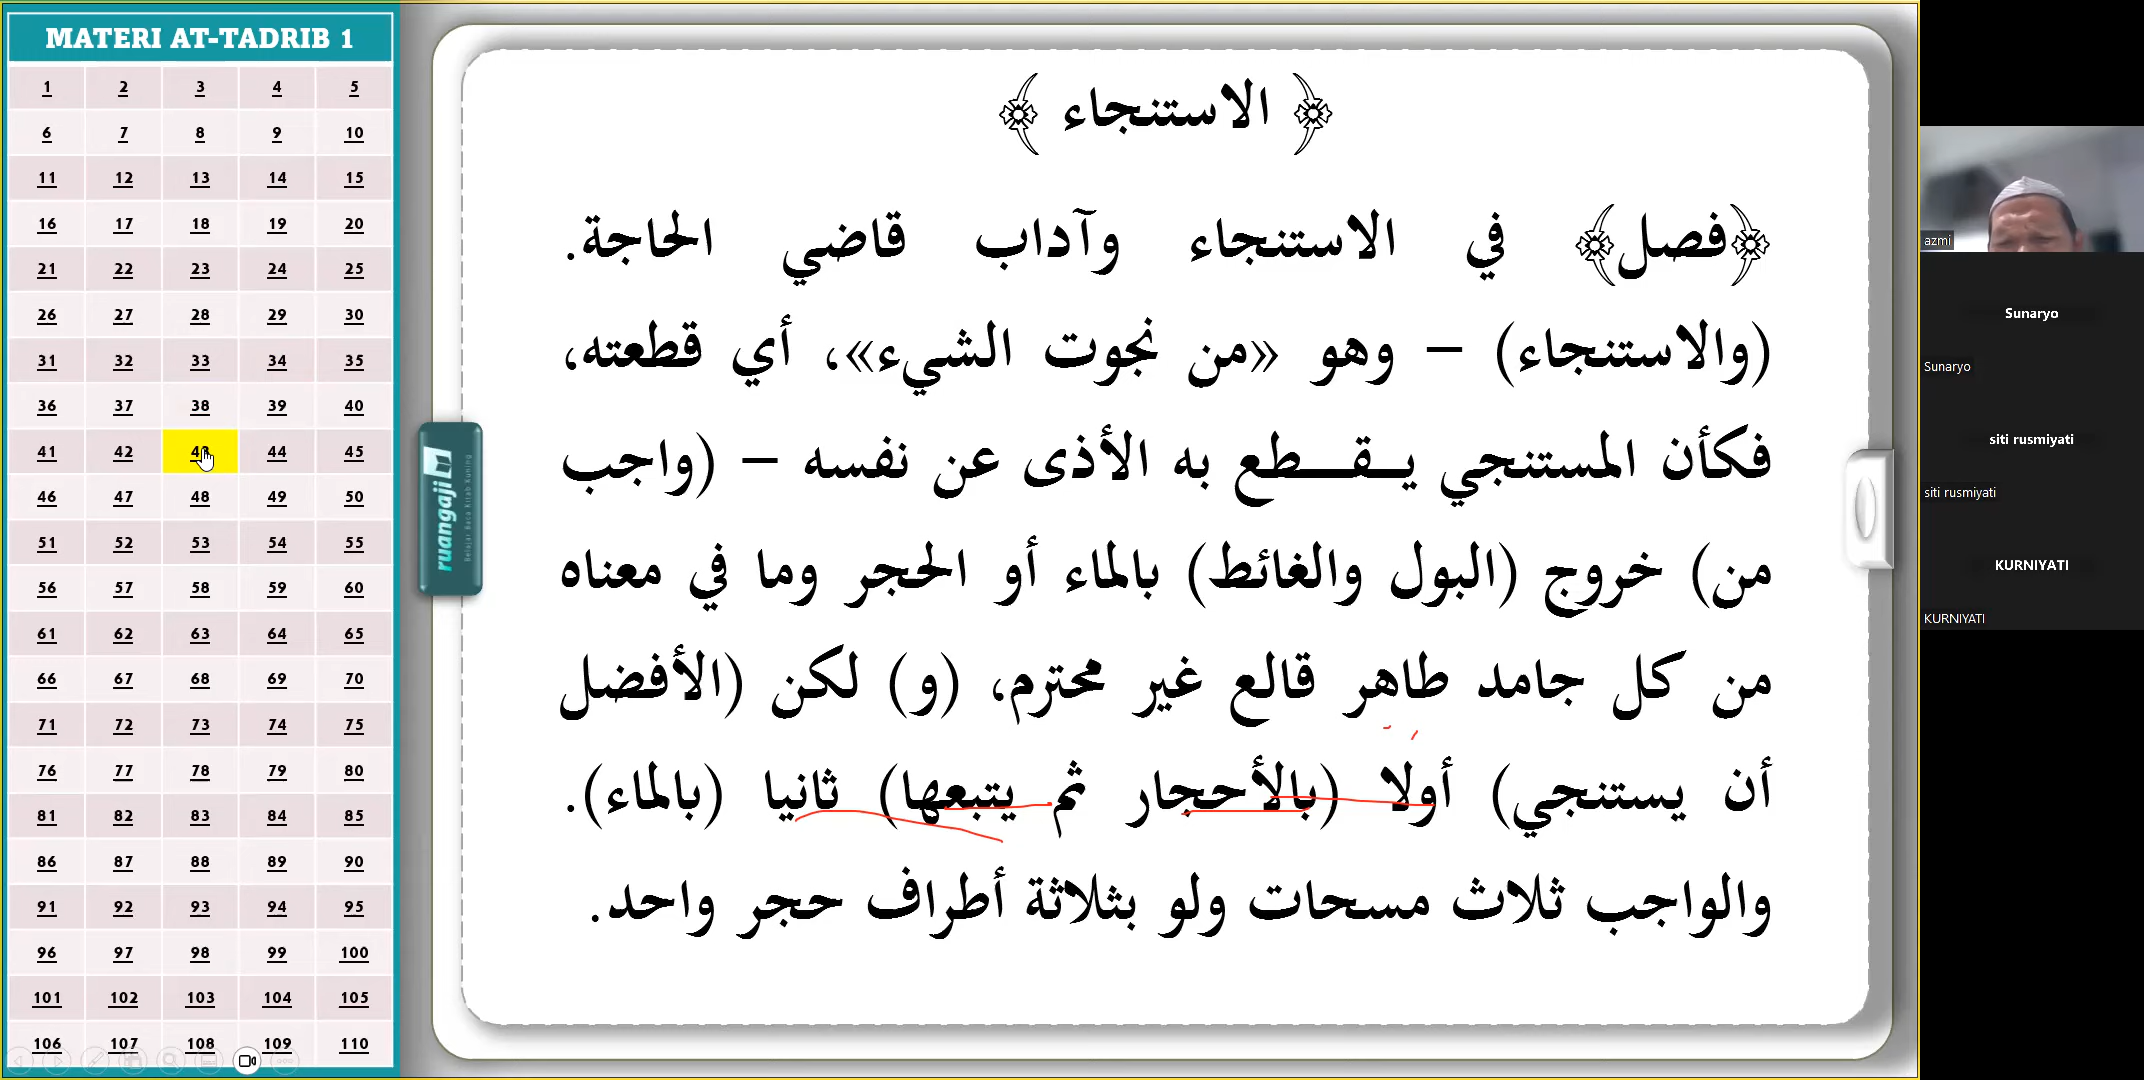 MATERI AT-TADRIB 1
1 2 3 4 5
6 7 8 9 10
11 12 13 14 15
16 17 18 19 20
21 22 23 24 25
26 27 28 29 30
31 32 33 34 35
36 37 38 39 40
41 42 43 44 45
46 47 48 49 50
51 52 53 54 55
56 57 58 59 60
61 62 63 64 65
66 67 68 69 70
71 72 73 74 75
76 77 78 79 80
81 82 83 84 85
86 87 88 89 90
91 92 93 94 95
96 97 98 99 100
101 102 103 104 105
106 107 108 109 110
ruangaji
Belajar Baca Kitab Kuning
﴿ الاستنجاء ﴾
﴿فصل﴾ في الاستنجاء وآداب قاضي الحاجة.
(والاستنجاء) – وهو «من نجوت الشيء»، أي قطعته،
فكأن المستنجي يـقـــطع به الأذى عن نفسه – (واجب
من) خروج (البول والغائط) بالماء أو الحجر وما في معناه
من كل جامد طاهر قالع غير محترم، (و) لكن (الأفضل
أن يستنجي) أولا (بالأحجار ثم يتبعها) ثانيا (بالماء).
والواجب ثلاث مسحات ولو بثلاثة أطراف حجر واحد.
azmi
Sunaryo
Sunaryo
siti rusmiyati
siti rusmiyati
KURNIYATI
KURNIYATI